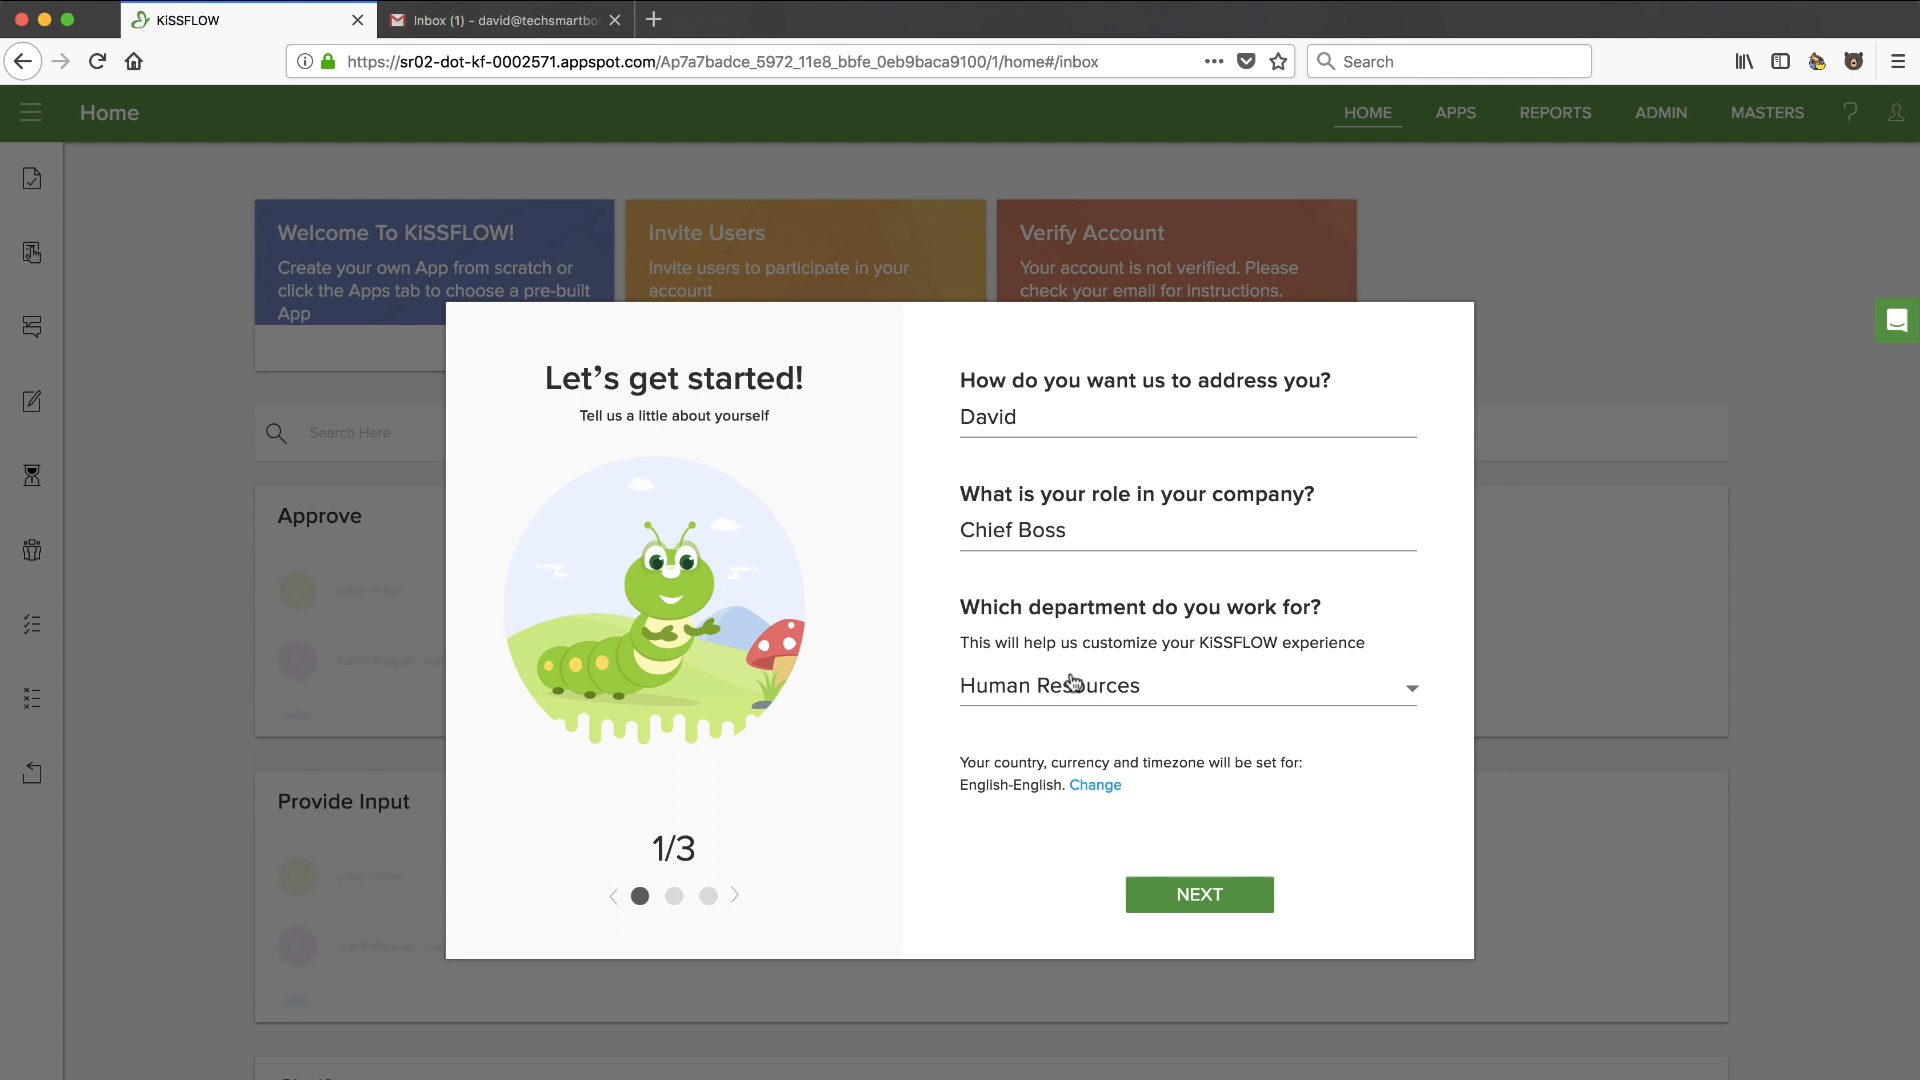 KiSSFLOW
Inbox (1) - david@techsmartbo
https://sr02-dot-kf-0002571.appspot.com/Ap7a7badce_5972_11e8_bbfe_0eb9baca9100/1/home#/inbox
Search
Home
HOME
APPS
REPORTS
ADMIN
MASTERS
Welcome To KiSSFLOW!
Create your own App from scratch or
click the Apps tab to choose a pre-built
App
Invite Users
Invite users to participate in your
account
Verify Account
Your account is not verified. Please
check your email for instructions.
Search Here
Approve
Provide Input
Let's get started!
Tell us a little about yourself
1/3
How do you want us to address you?
David
What is your role in your company?
Chief Boss
Which department do you work for?
This will help us customize your KiSSFLOW experience
Human Resources
Your country, currency and timezone will be set for:
English-English. Change
NEXT